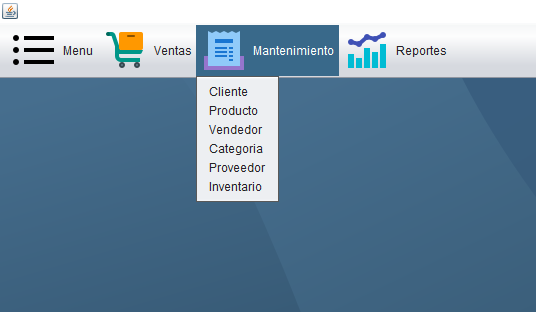 Menu Ventas Mantenimiento Reportes
Cliente
Producto
Vendedor
Categoria
Proveedor
Inventario